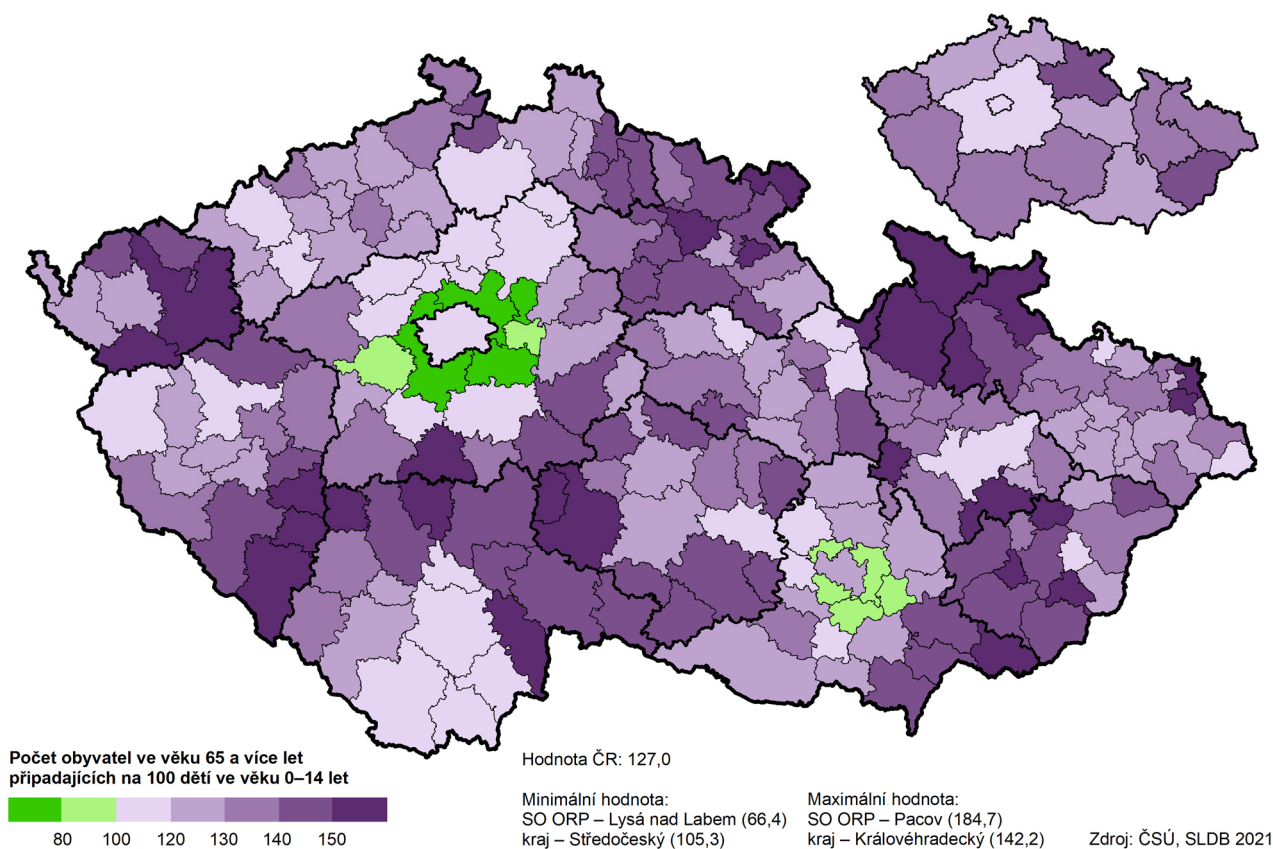 Počet obyvatel ve věku 65 a více let
připadajících na 100 dětí ve věku 0–14 let
80 100 120 130 140 150
Hodnota ČR: 127,0
Minimální hodnota:
SO ORP – Lysá nad Labem (66,4)
kraj – Středočeský (105,3)
Maximální hodnota:
SO ORP – Pacov (184,7)
kraj – Královéhradecký (142,2)
Zdroj: ČSÚ, SLDB 2021